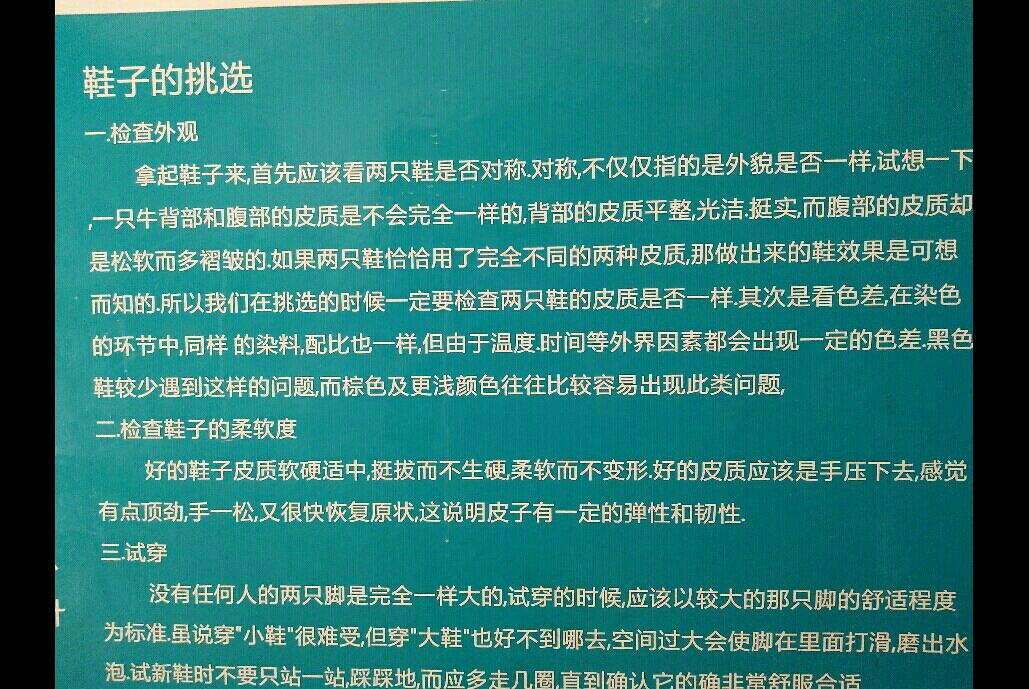 鞋子的挑选
一.检查外观
拿起鞋子来,首先应该看两只鞋是否对称.对称,不仅仅指的是外貌是否一样,试想一下
,一只牛背部和腹部的皮质是不会完全一样的,背部的皮质平整,光洁.挺实,而腹部的皮质却
是松软而多褶皱的.如果两只鞋恰恰用了完全不同的两种皮质,那做出来的鞋效果是可想
而知的.所以我们在挑选的时候一定要检查两只鞋的皮质是否一样.其次是看色差,在染色
的环节中,同样 的染料,配比也一样,但由于温度.时间等外界因素都会出现一定的色差.黑色
鞋较少遇到这样的问题,而棕色及更浅颜色往往比较容易出现此类问题,
二.检查鞋子的柔软度
好的鞋子皮质软硬适中,挺拔而不生硬,柔软而不变形.好的皮质应该是手压下去,感觉
有点顶劲,手一松,又很快恢复原状,这说明皮子有一定的弹性和韧性.
三.试穿
没有任何人的两只脚是完全一样大的,试穿的时候,应该以较大的那只脚的舒适程度
为标准.虽说穿"小鞋"很难受,但穿"大鞋"也好不到哪去,空间过大会使脚在里面打滑,磨出水
泡.试新鞋时不要只站一站,踩踩地,而应多走几圈,直到确认它的确非常舒服合适